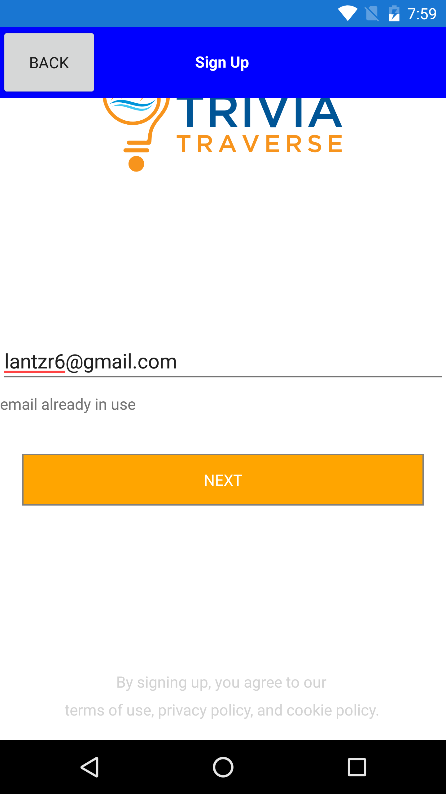 7:59
BACK
Sign Up
TRIVIA
TRAVERSE
lantzr6@gmail.com
email already in use
NEXT
By signing up, you agree to our
terms of use, privacy policy, and cookie policy.